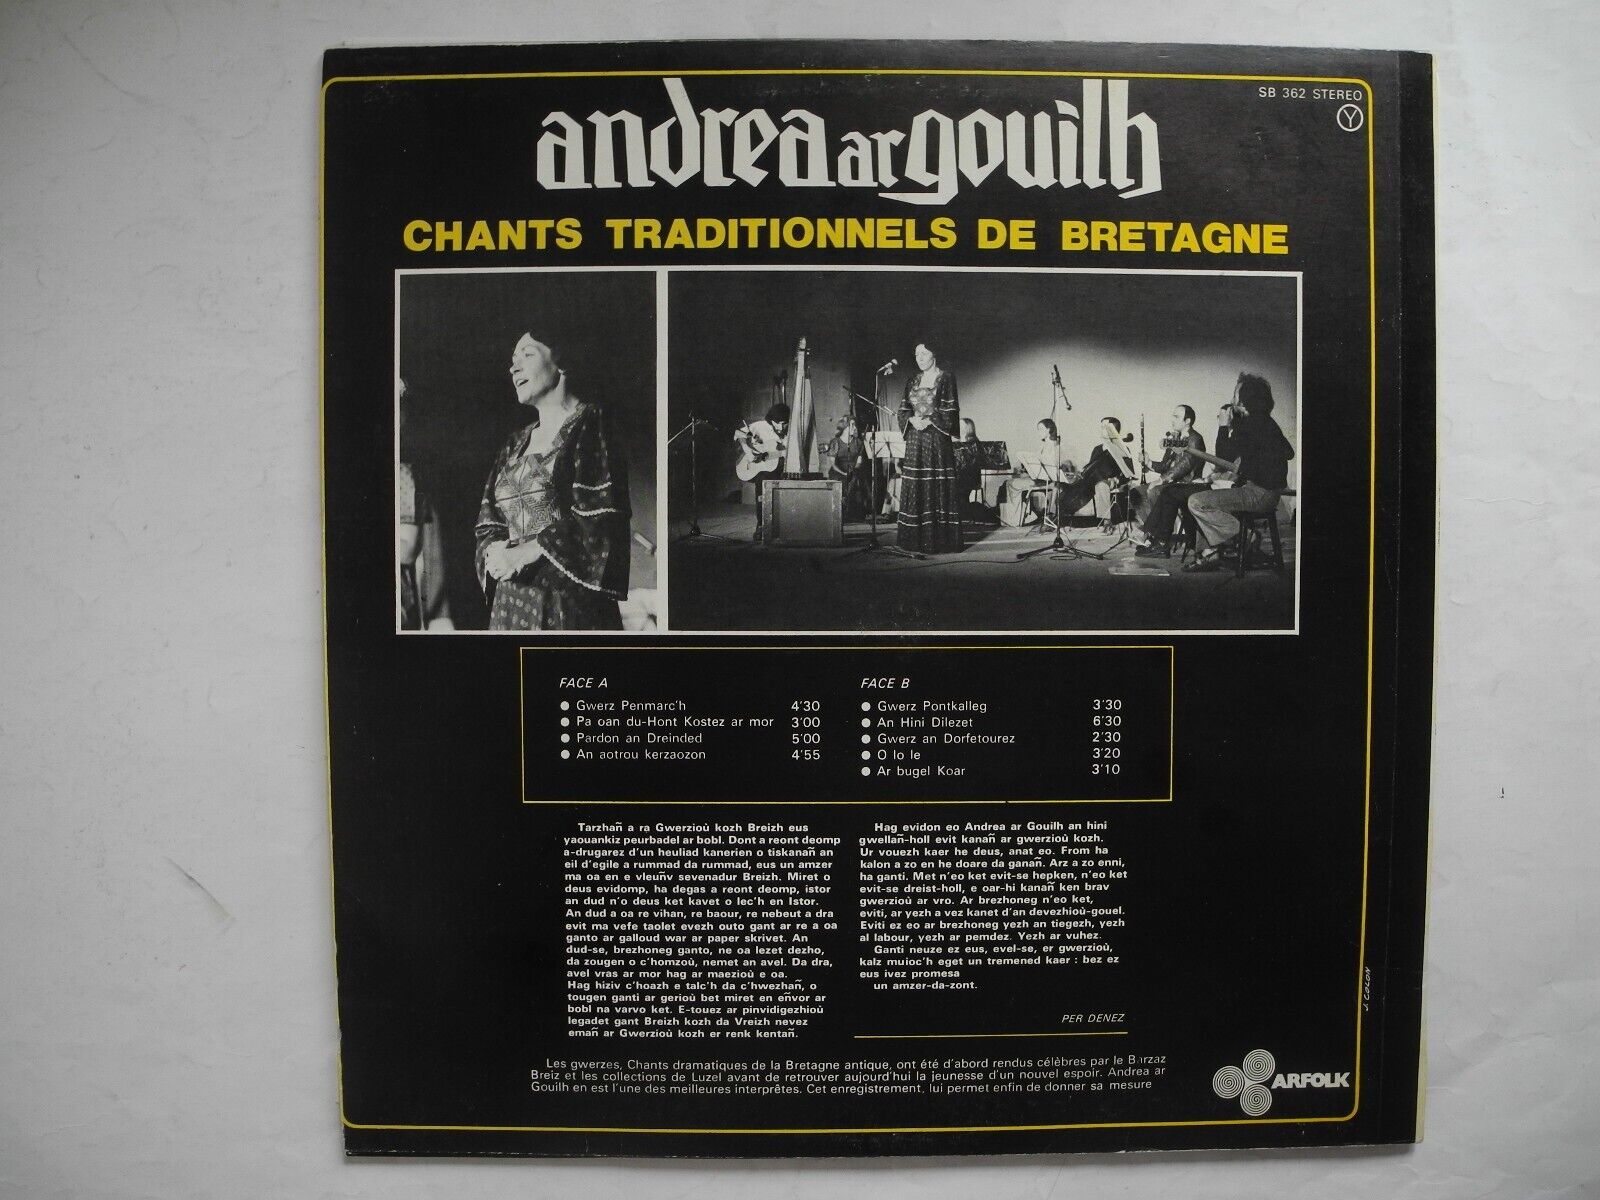 SB 362 STEREO
Y
andrea ar gouilh
CHANTS TRADITIONNELS DE BRETAGNE
FACE A
Gwerz Penmarc'h 4'30
Pa oan du-Hont Kostez ar mor 3'00
Pardon an Dreinded 5'00
An aotrou kerzaozon 4'55
FACE B
Gwerz Pontkalleg 3'30
An Hini Dilezet 6'30
Gwerz an Dorfetourez 2'30
O lo le 3'20
Ar bugel Koar 3'10
Tarzhañ a ra Gwerzioù kozh Breizh eus
yaouankiz peurbadel ar bobl. Dont a reont deomp
a-drugarez d'un heuliad kanerien o tiskanañ an
eil d'egile a rummad da rummad, eus un amzer
ma oa en e vleuñv sevenadur Breizh. Miret o
deus evidomp, ha degas a reont deomp, istor
an dud n'o deus ket kavet o lec'h en Istor.
An dud a oa re vihan, re baour, re nebeut a dra
evit ma vefe taolet evezh outo gant ar re a oa
ganto ar galloud war ar paper skrivet. An
dud-se, brezhoneg ganto, ne oa lezet dezho,
da zougen o c'homzoù, nemet an avel. Da dra,
avel vras ar mor hag ar maezioù e oa.
Hag hiziv c'hoazh e talc'h da c'hwezhañ, o
tougen ganti ar gerioù bet miret en eñvor ar
bobl na varvo ket. E-touez ar pinvidigezhioù
legadet gant Breizh kozh da Vreizh nevez
emañ ar Gwerzioù kozh er renk kentañ.
Hag evidon eo Andrea ar Gouilh an hini
gwellañ-holl evit kanañ ar gwerzioù kozh.
Ur vouezh kaer he deus, anat eo. From ha
kalon a zo en he doare da ganañ. Arz a zo enni,
ha ganti. Met n'eo ket evit-se hepken, n'eo ket
evit-se dreist-holl, e oar-hi kanañ ken brav
gwerzioù ar vro. Ar brezhoneg n'eo ket,
eviti, ar yezh a vez kanet d'an devezhioù-gouel.
Eviti ez eo ar brezhoneg yezh an tiegezh, yezh
al labour, yezh ar pemdez. Yezh ar vuhez.
Ganti neuze ez eus, evel-se, er gwerzioù,
kalz muioc'h eget un tremened kaer : bez ez
eus ivez promesa
un amzer-da-zont.
PER DENEZ
Les gwerzes, Chants dramatiques de la Bretagne antique, ont été d'abord rendus célèbres par le Barzaz
Breiz et les collections de Luzel avant de retrouver aujourd'hui la jeunesse d'un nouvel espoir. Andrea ar
Gouilh en est l'une des meilleures interprêtes. Cet enregistrement, lui permet enfin de donner sa mesure
J. COLON
ARFOLK